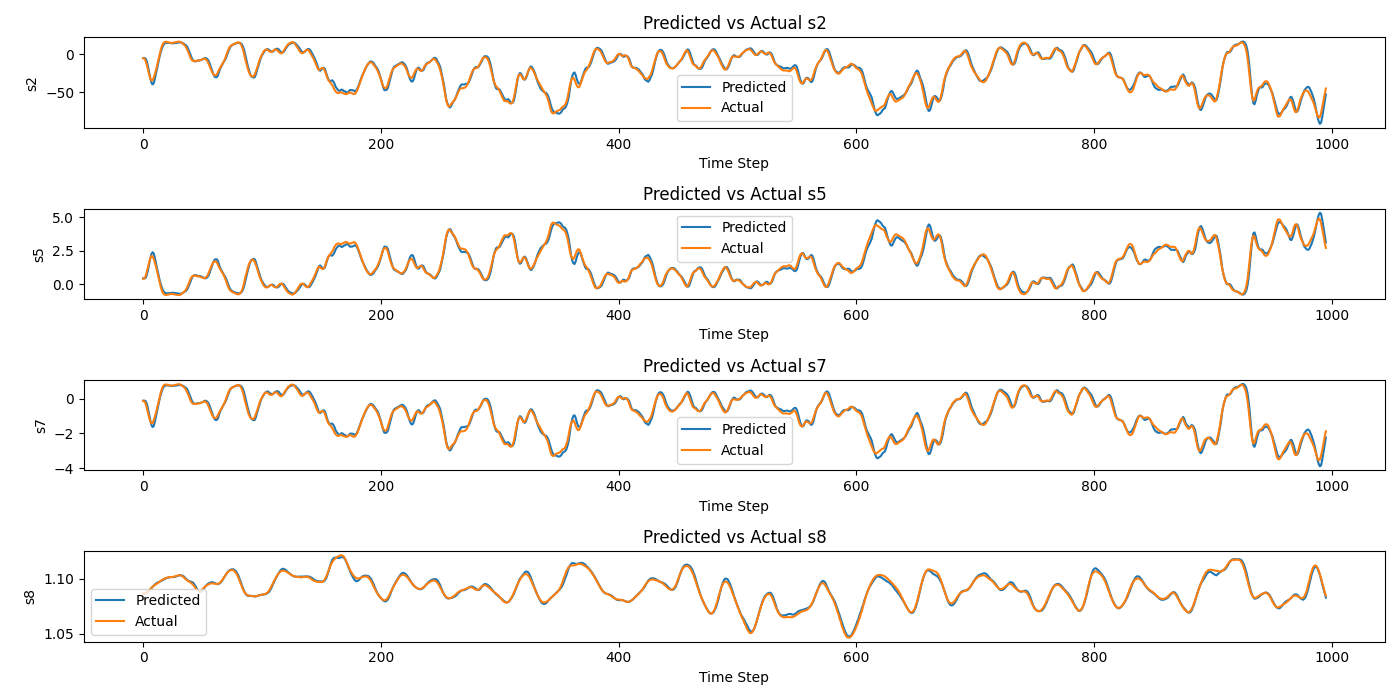 Predicted vs Actual s2
s2
0
−50
Predicted
Actual
0 200 400 600 800 1000
Time Step
Predicted vs Actual s5
s5
5.0
2.5
0.0
Predicted
Actual
0 200 400 600 800 1000
Time Step
Predicted vs Actual s7
s7
0
−2
−4
Predicted
Actual
0 200 400 600 800 1000
Time Step
Predicted vs Actual s8
s8
1.10
1.05
Predicted
Actual
0 200 400 600 800 1000
Time Step